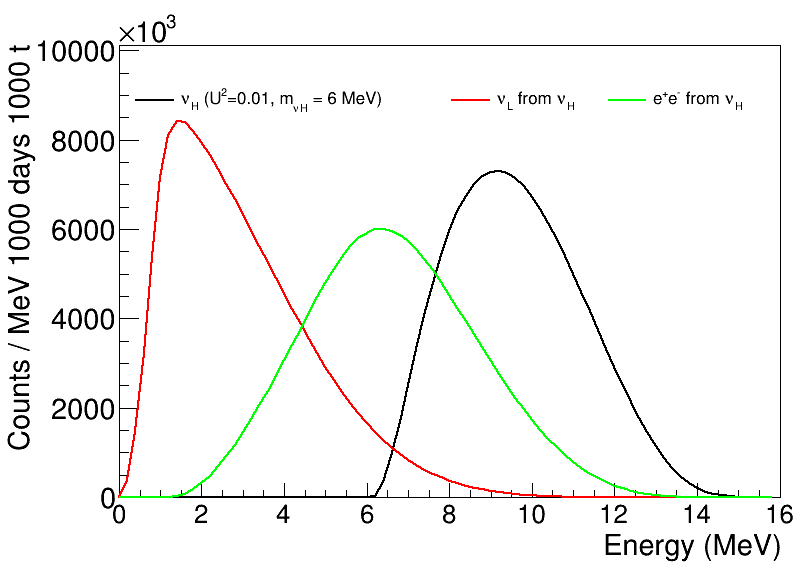 ×10³
Counts / MeV 1000 days 1000 t
10000
8000
6000
4000
2000
0
ν_H (U²=0.01, m_νH = 6 MeV)
ν_L from ν_H
e⁺e⁻ from ν_H
0 2 4 6 8 10 12 14 16
Energy (MeV)